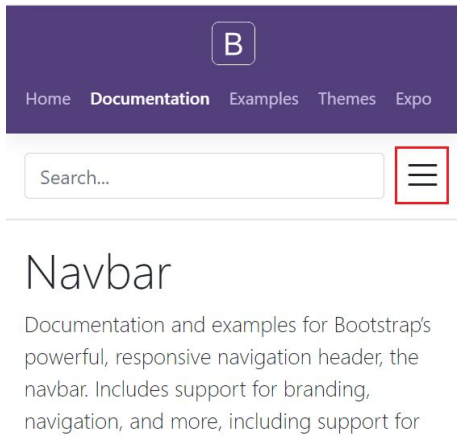 B
Home Documentation Examples Themes Expo
Search...
Navbar
Documentation and examples for Bootstrap's
powerful, responsive navigation header, the
navbar. Includes support for branding,
navigation, and more, including support for